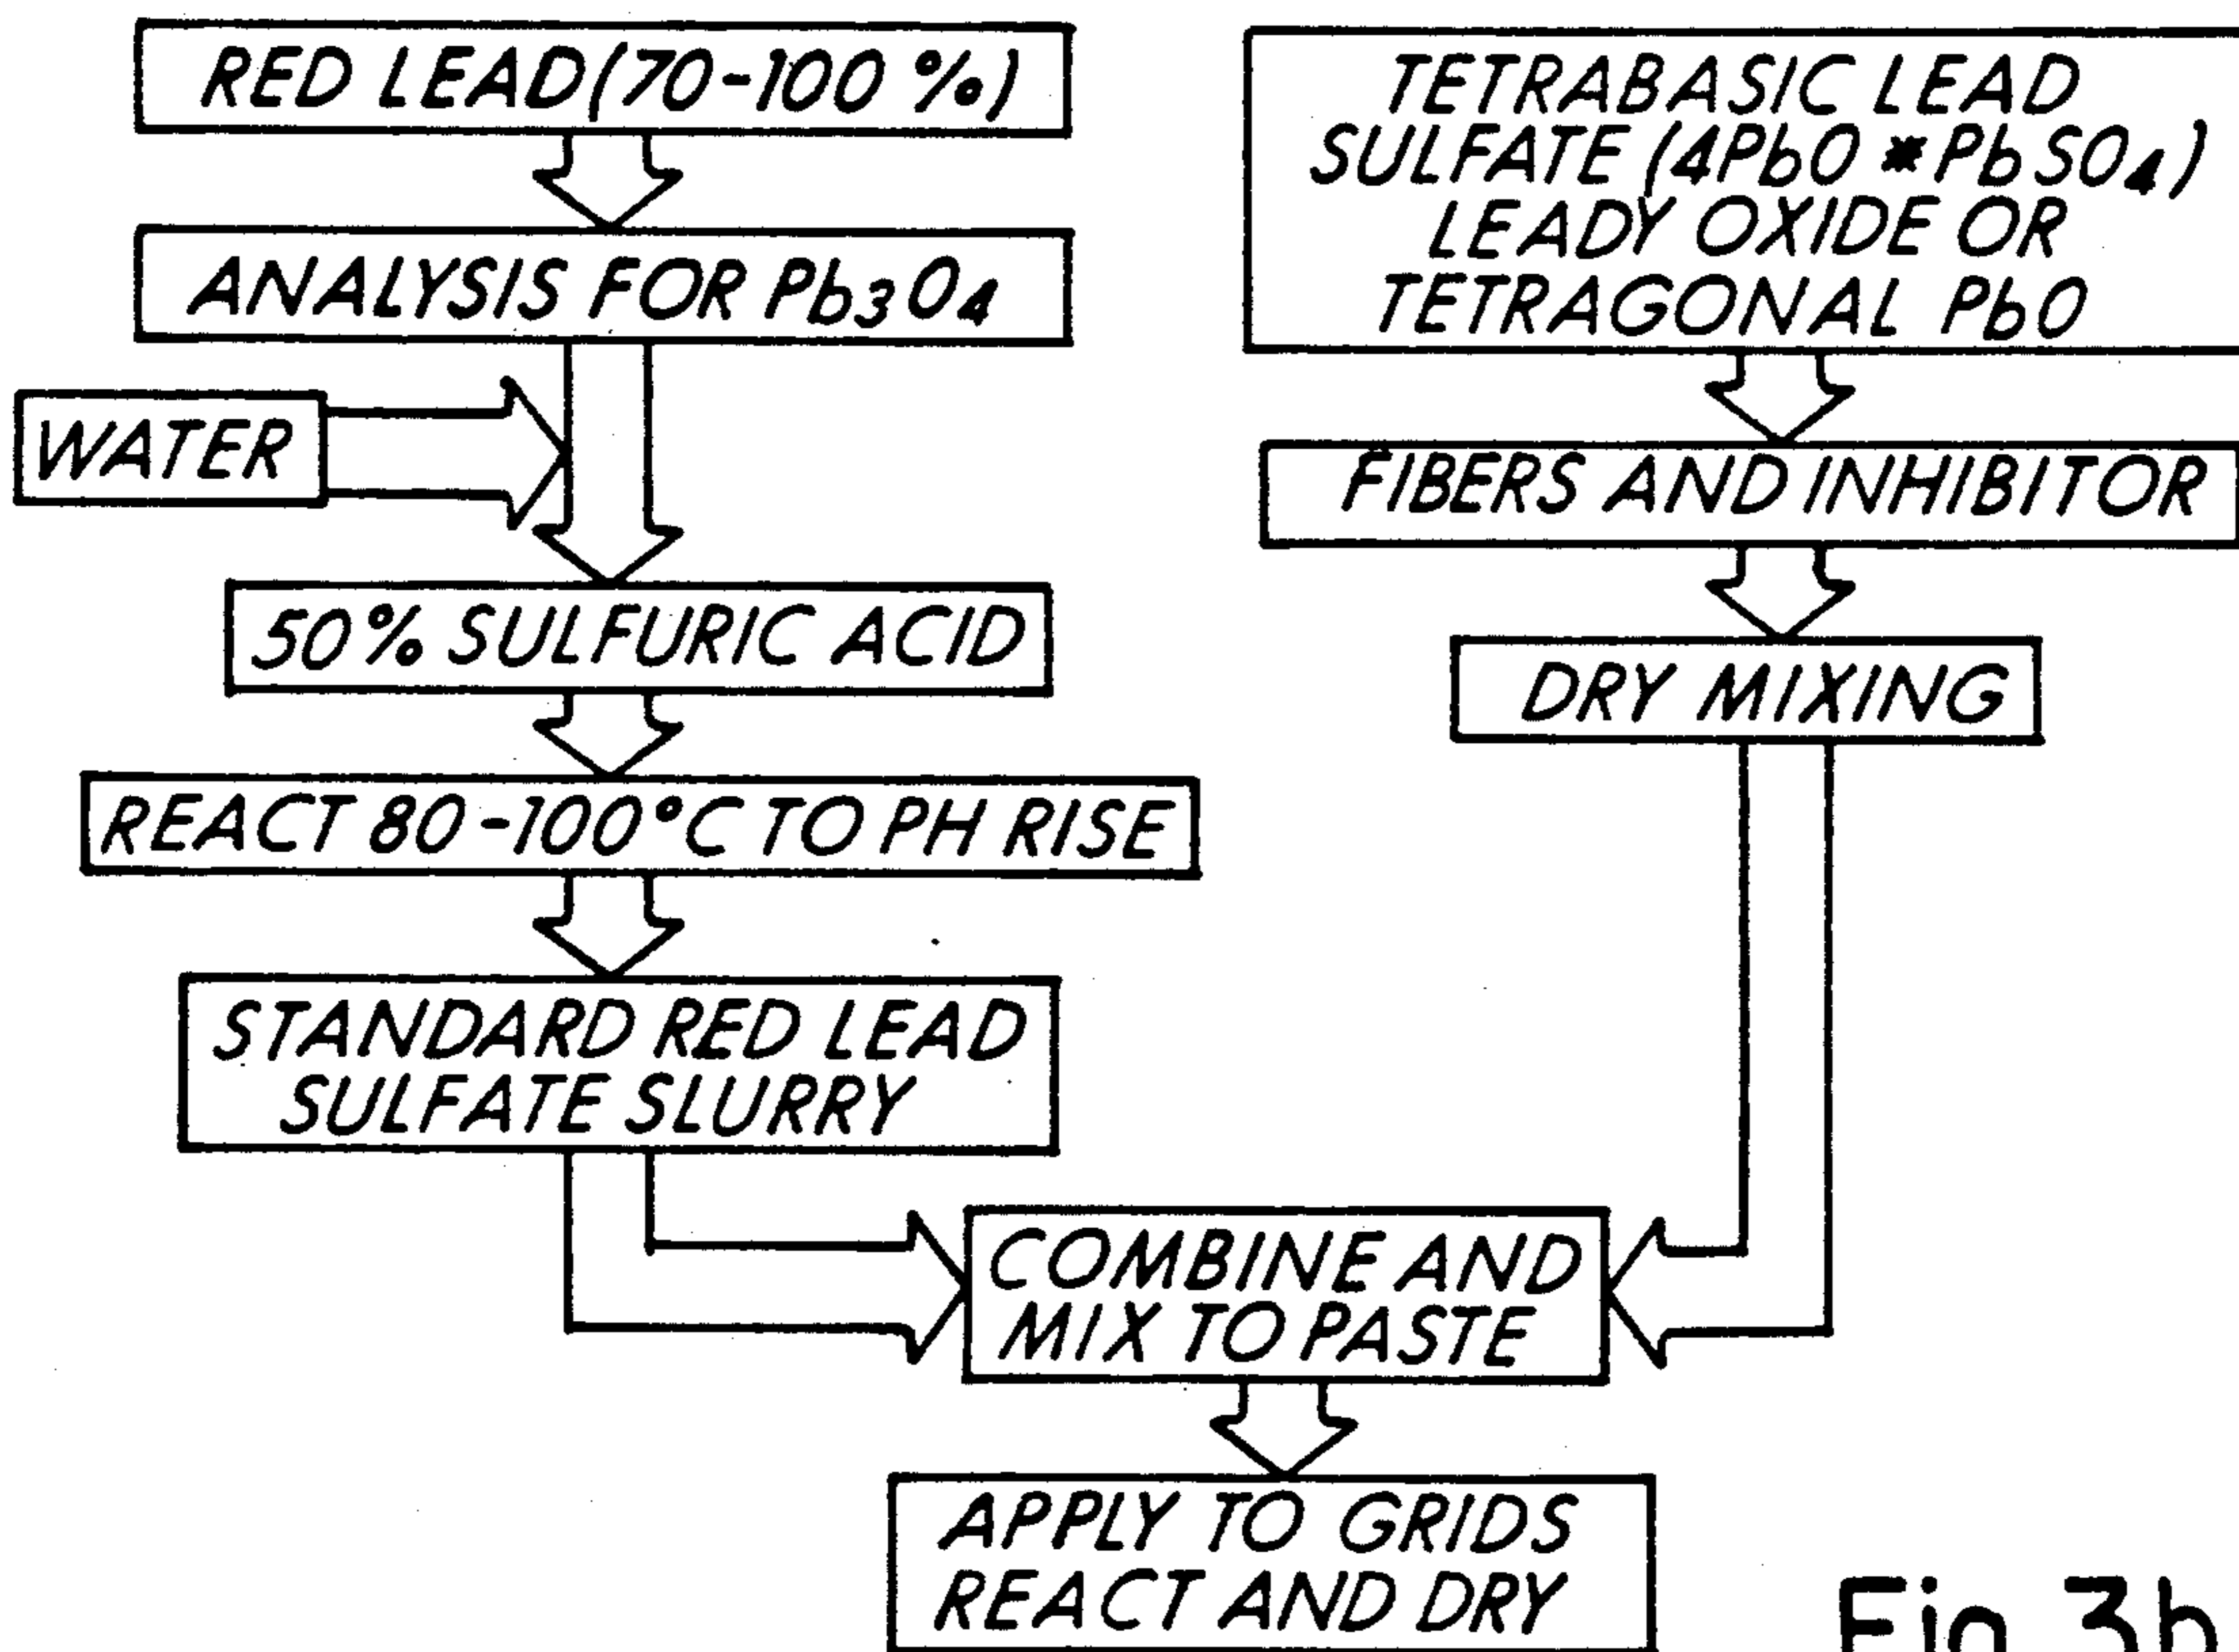 RED LEAD (70-100 %)
ANALYSIS FOR Pb3O4
WATER
50% SULFURIC ACID
REACT 80-100°C TO PH RISE
STANDARD RED LEAD
SULFATE SLURRY
TETRABASIC LEAD
SULFATE (4PbO * PbSO4)
LEADY OXIDE OR
TETRAGONAL PbO
FIBERS AND INHIBITOR
DRY MIXING
COMBINE AND
MIX TO PASTE
APPLY TO GRIDS
REACT AND DRY
Fig 3b